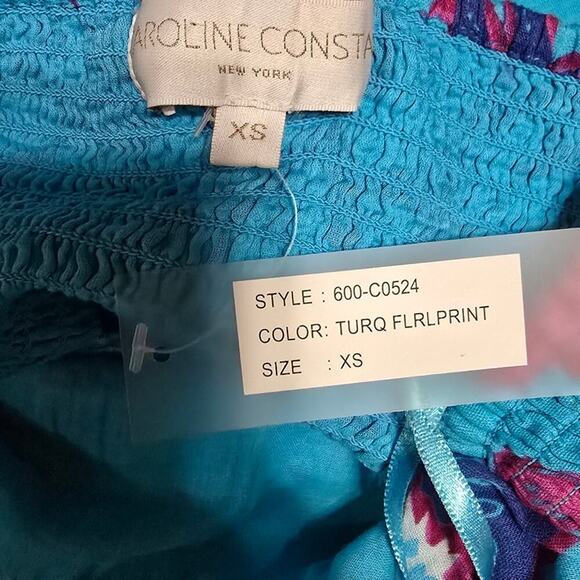 AROLINE CONSTA
NEW YORK
XS
STYLE : 600-C0524
COLOR: TURQ FLRLPRINT
SIZE : XS